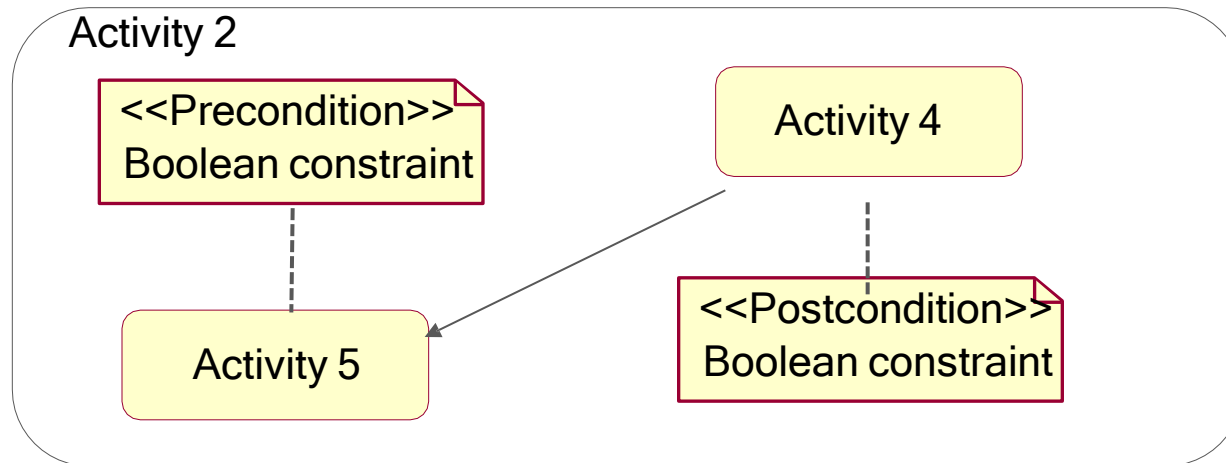 Activity 2
<<Precondition>>
Boolean constraint
Activity 4
<<Postcondition>>
Boolean constraint
Activity 5